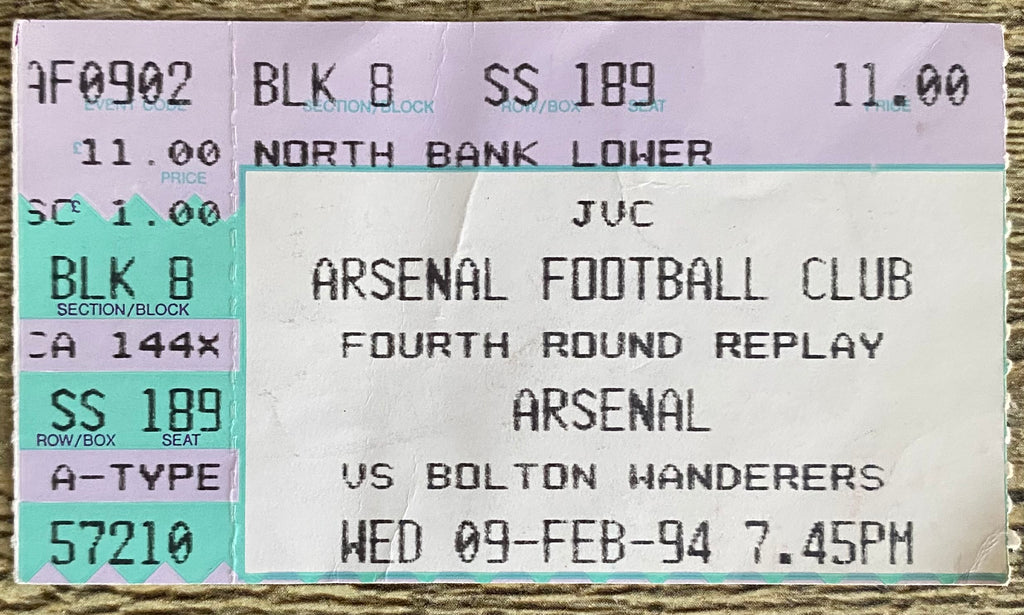 AF0902 BLK 8 SS 189 11.00
EVENT CODE SECTION/BLOCK ROW/BOX SEAT PRICE
£11.00 NORTH BANK LOWER
PRICE
SC £ 1.00 JVC
BLK 8 ARSENAL FOOTBALL CLUB
SECTION/BLOCK
CA 144X FOURTH ROUND REPLAY
SS 189 ARSENAL
ROW/BOX SEAT
A-TYPE VS BOLTON WANDERERS
57210 WED 09-FEB-94 7.45PM